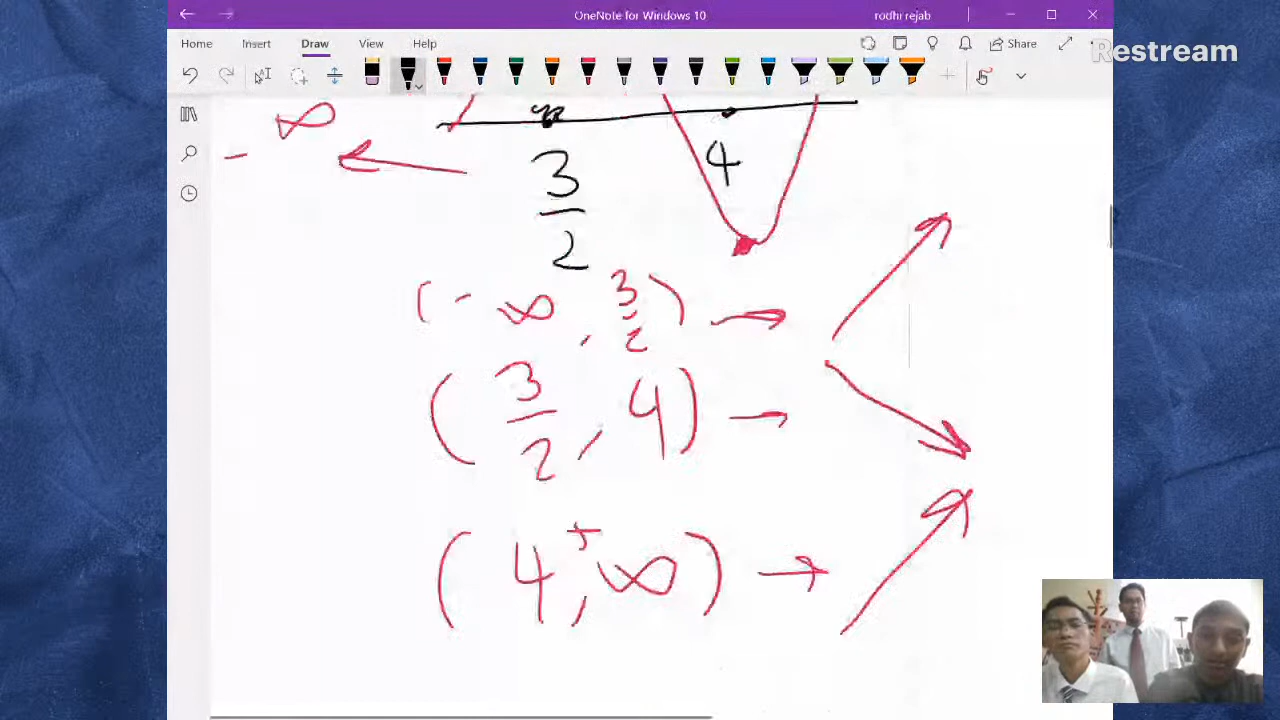 OneNote for Windows 10
rodhi rejab
Restream
Home Insert Draw View Help
Share
- ∞
3/2
4
(- ∞, 3/2) →
(3/2, 4) →
(4, +∞) →